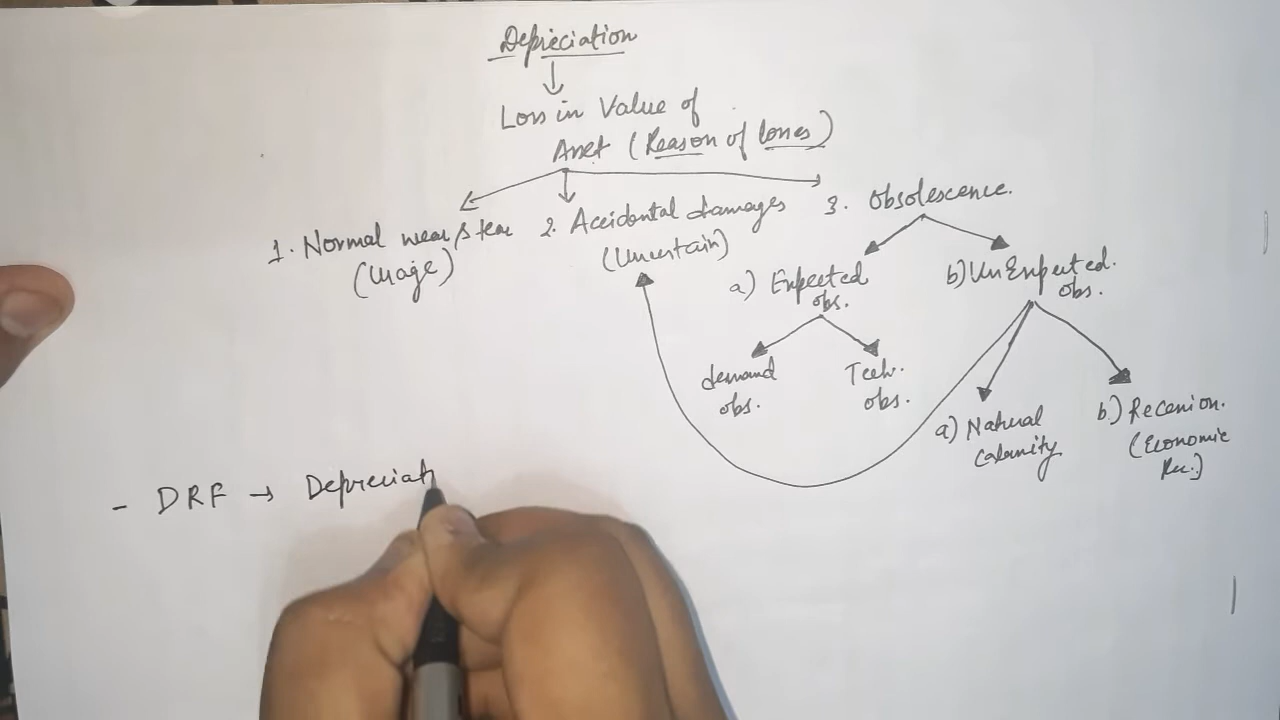 Depreciation
Loss in Value of
Asset (Reason of losses)
1. Normal wear & tear
(Usage)
2. Accidental damages
(Uncertain)
3. Obsolescence.
a) Expected
obs.
b) UnExpected.
obs.
demand
obs.
Tech.
obs.
a) Natural
Calamity
b.) Recession.
(Economic
Rec.)
- DRF → Depreciati